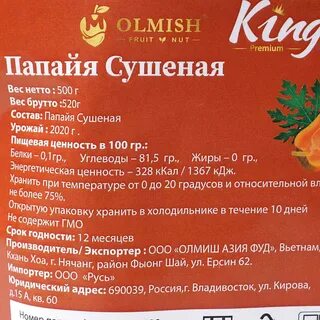 OLMISH
FRUIT NUT
King
Premium
Папайя Сушеная
Вес нетто : 500 г
Вес брутто :520г
Состав: Папайя Сушеная
Урожай : 2020 г.
Пищевая ценность в 100 гр.:
Белки – 0,1гр., Углеводы – 81,5 гр., Жиры – 0 гр.,
Энергетическая ценность – 328 кКал / 1367 кДж.
Хранить при температуре от 0 до 20 градусов и относительной
не более 75%.
Открытую упаковку хранить в холодильнике в течение 10 дней
Не содержит ГМО
Срок годности: 12 месяцев
Производитель/ Экспортер : ООО «ОЛМИШ АЗИЯ ФУД», Вьетнам,
Кхань Хоа, г. Нячанг, район Фыонг Шай, ул. Ерсин 62.
Импортер: ООО «Русь»
Юридический адрес: 690039, Россия,г. Владивосток, ул. Кирова,
д.15 А, кв. 60